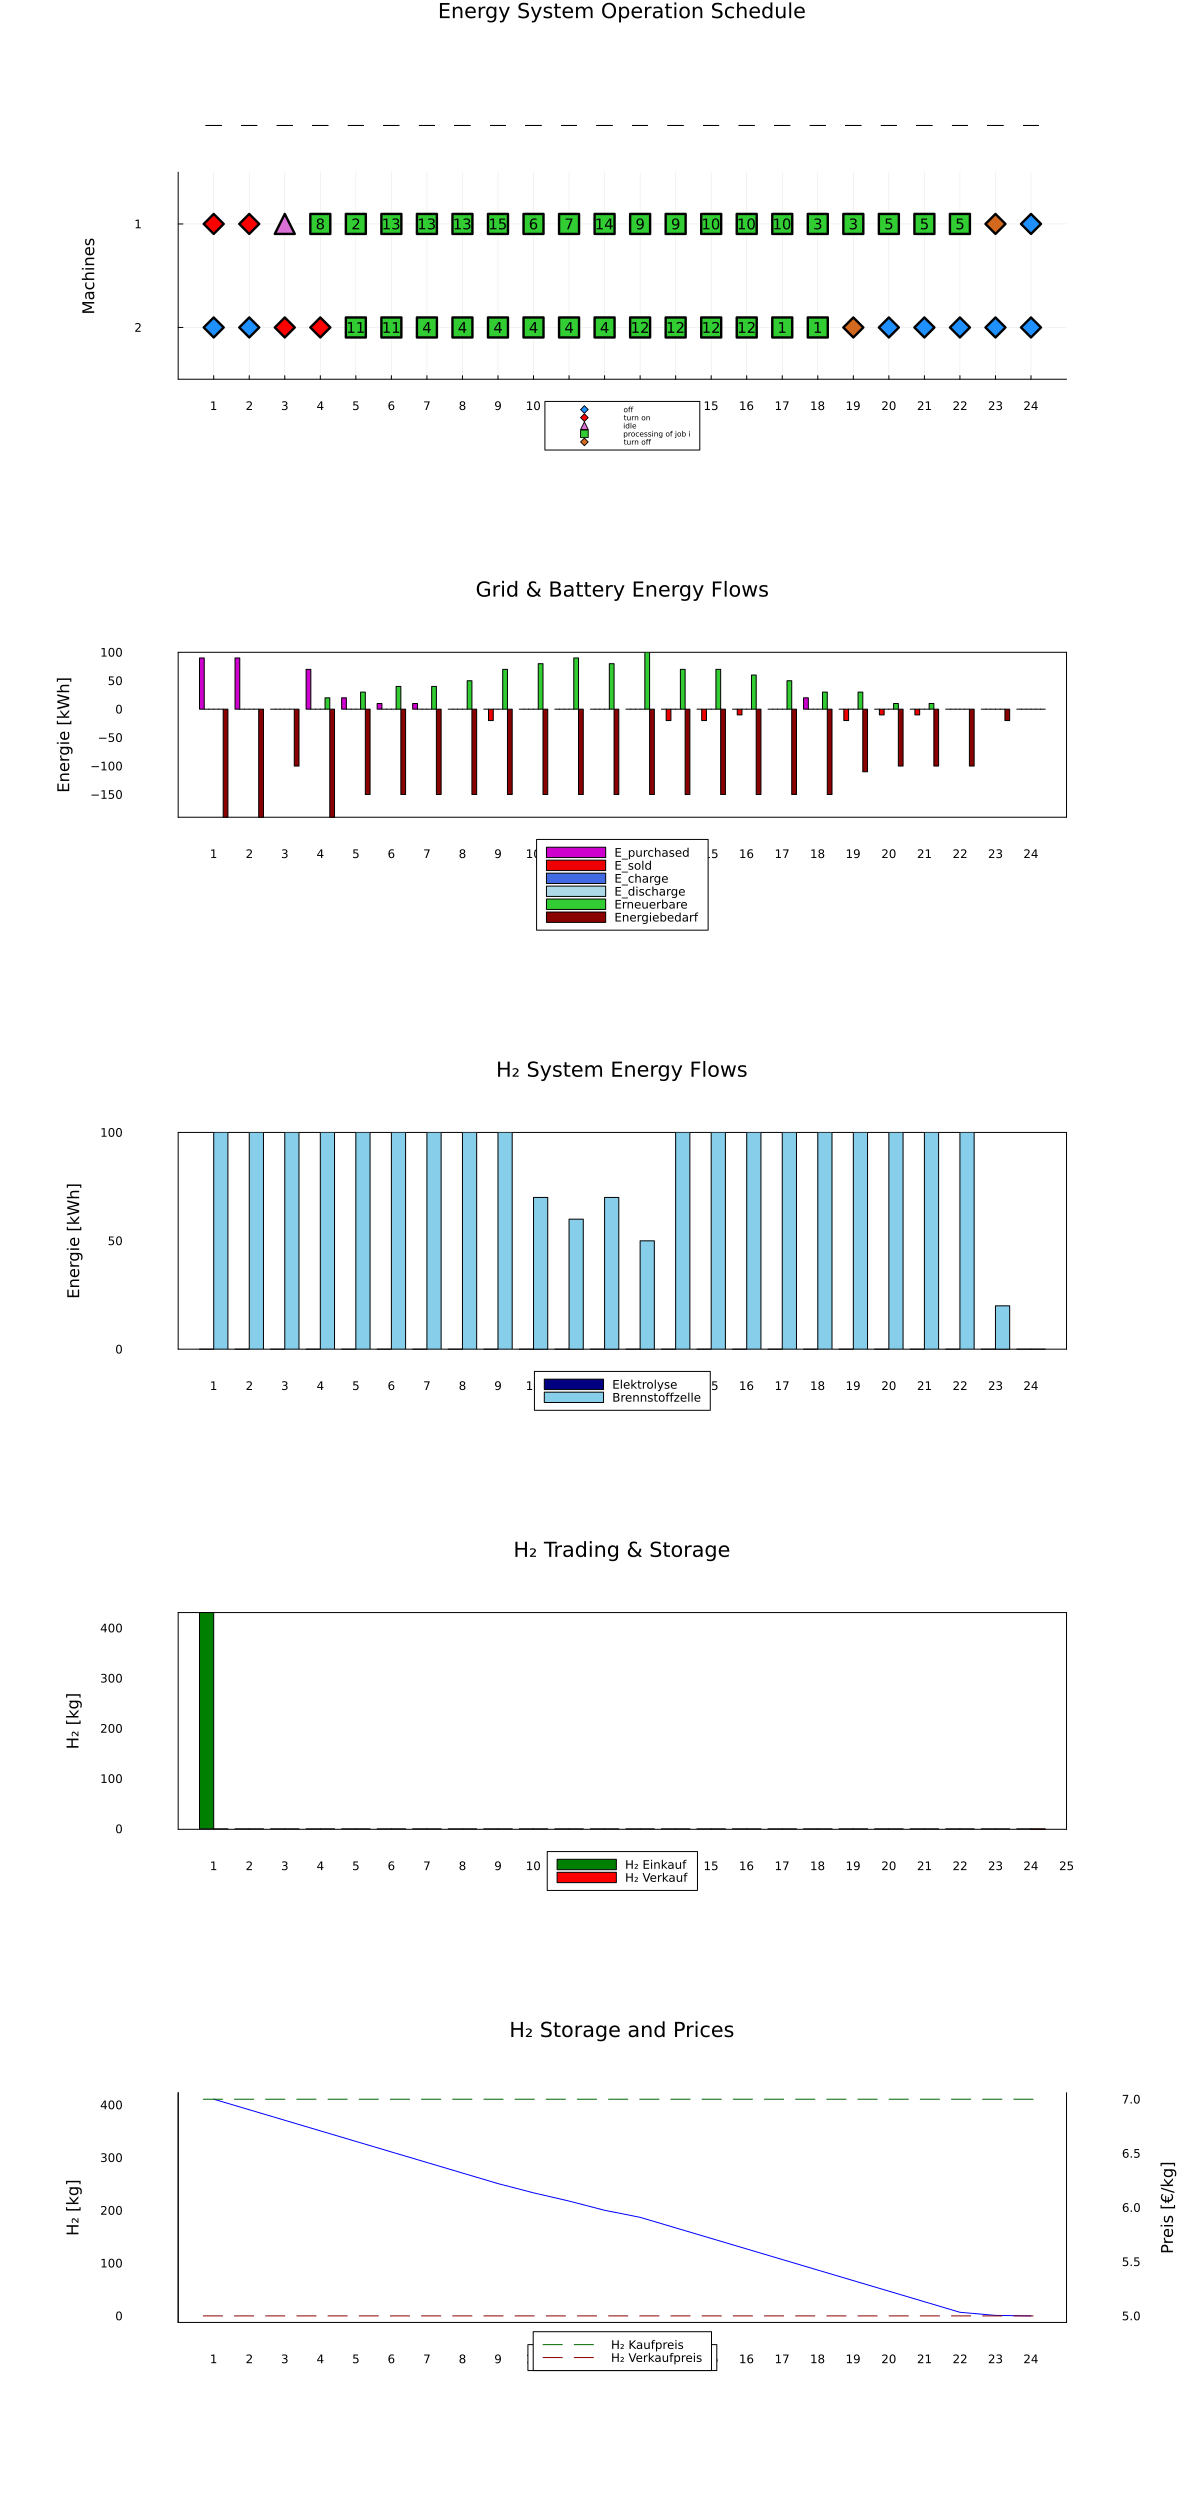 Energy System Operation Schedule
Machines
1 8 2 13 13 13 15 6 7 14 9 9 10 10 10 3 3 5 5 5
2 11 11 4 4 4 4 4 4 12 12 12 12 1 1
1 2 3 4 5 6 7 8 9 10 15 16 17 18 19 20 21 22 23 24
off
turn on
idle
processing of job i
turn off
Grid & Battery Energy Flows
Energie [kWh]
100
50
0
−50
−100
−150
1 2 3 4 5 6 7 8 9 10 15 16 17 18 19 20 21 22 23 24
E_purchased
E_sold
E_charge
E_discharge
Erneuerbare
Energiebedarf
H₂ System Energy Flows
Energie [kWh]
100
50
0
1 2 3 4 5 6 7 8 9 1 5 16 17 18 19 20 21 22 23 24
Elektrolyse
Brennstoffzelle
H₂ Trading & Storage
H₂ [kg]
400
300
200
100
0
1 2 3 4 5 6 7 8 9 10 15 16 17 18 19 20 21 22 23 24 25
H₂ Einkauf
H₂ Verkauf
H₂ Storage and Prices
H₂ [kg]
400
300
200
100
0
7.0
6.5
6.0
5.5
5.0
Preis [€/kg]
1 2 3 4 5 6 7 8 9 16 17 18 19 20 21 22 23 24
H₂ Kaufpreis
H₂ Verkaufpreis